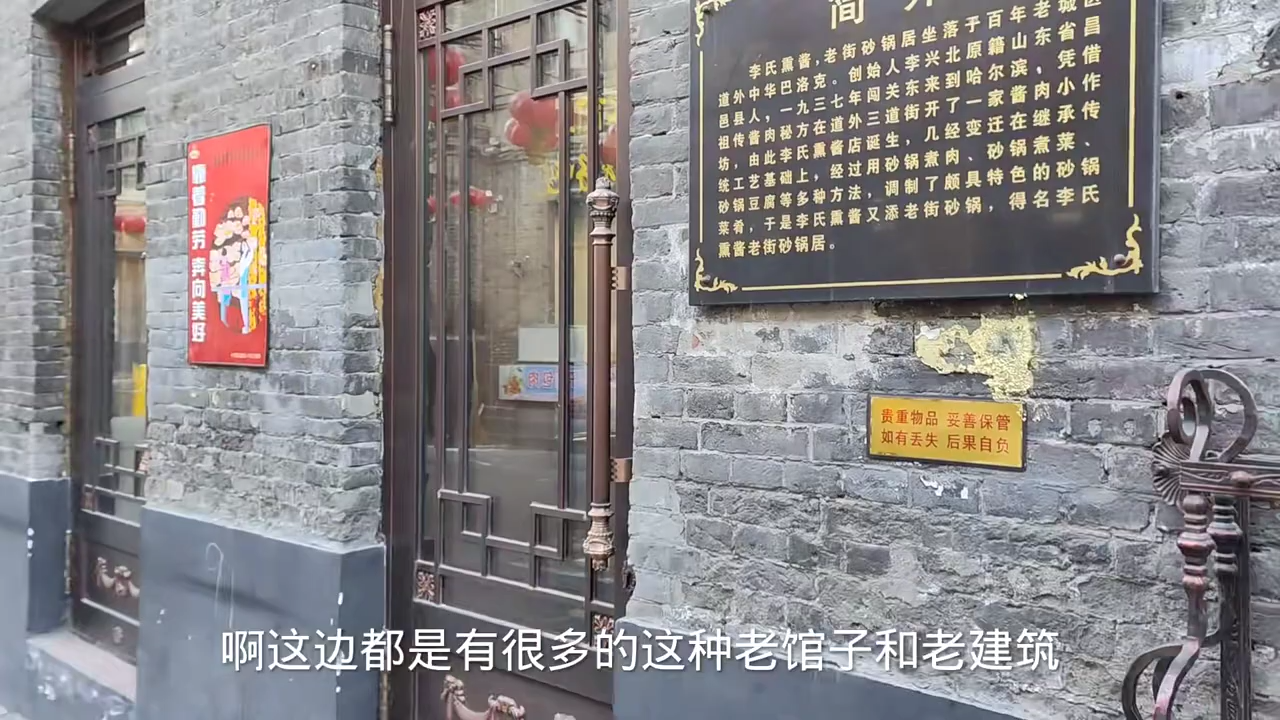 简介
李氏熏酱，老街砂锅居坐落于百年老城区
道外中华巴洛克。创始人李兴北原籍山东省昌
邑县人，一九三七年闯关东来到哈尔滨，凭借
祖传酱肉秘方在道外三道街开了一家酱肉小作
坊，由此李氏熏酱店诞生，几经变迁在继承传
统工艺基础上，经过用砂锅煮肉、砂锅煮菜、
砂锅豆腐等多种方法，调制了颇具特色的砂锅
菜肴，于是李氏熏酱又添老街砂锅，得名李氏
熏酱老街砂锅居。
跟着勤劳 奔向美好
贵重物品 妥善保管
如有丢失 后果自负
啊这边都是有很多的这种老馆子和老建筑